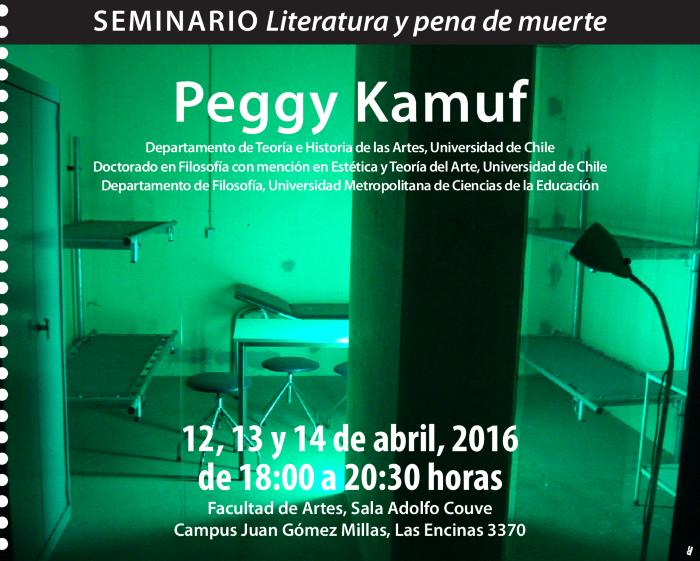 SEMINARIO Literatura y pena de muerte
Peggy Kamuf
Departamento de Teoría e Historia de las Artes, Universidad de Chile
Doctorado en Filosofía con mención en Estética y Teoría del Arte, Universidad de Chile
Departamento de Filosofía, Universidad Metropolitana de Ciencias de la Educación
12, 13 y 14 de abril, 2016
de 18:00 a 20:30 horas
Facultad de Artes, Sala Adolfo Couve
Campus Juan Gómez Millas, Las Encinas 3370